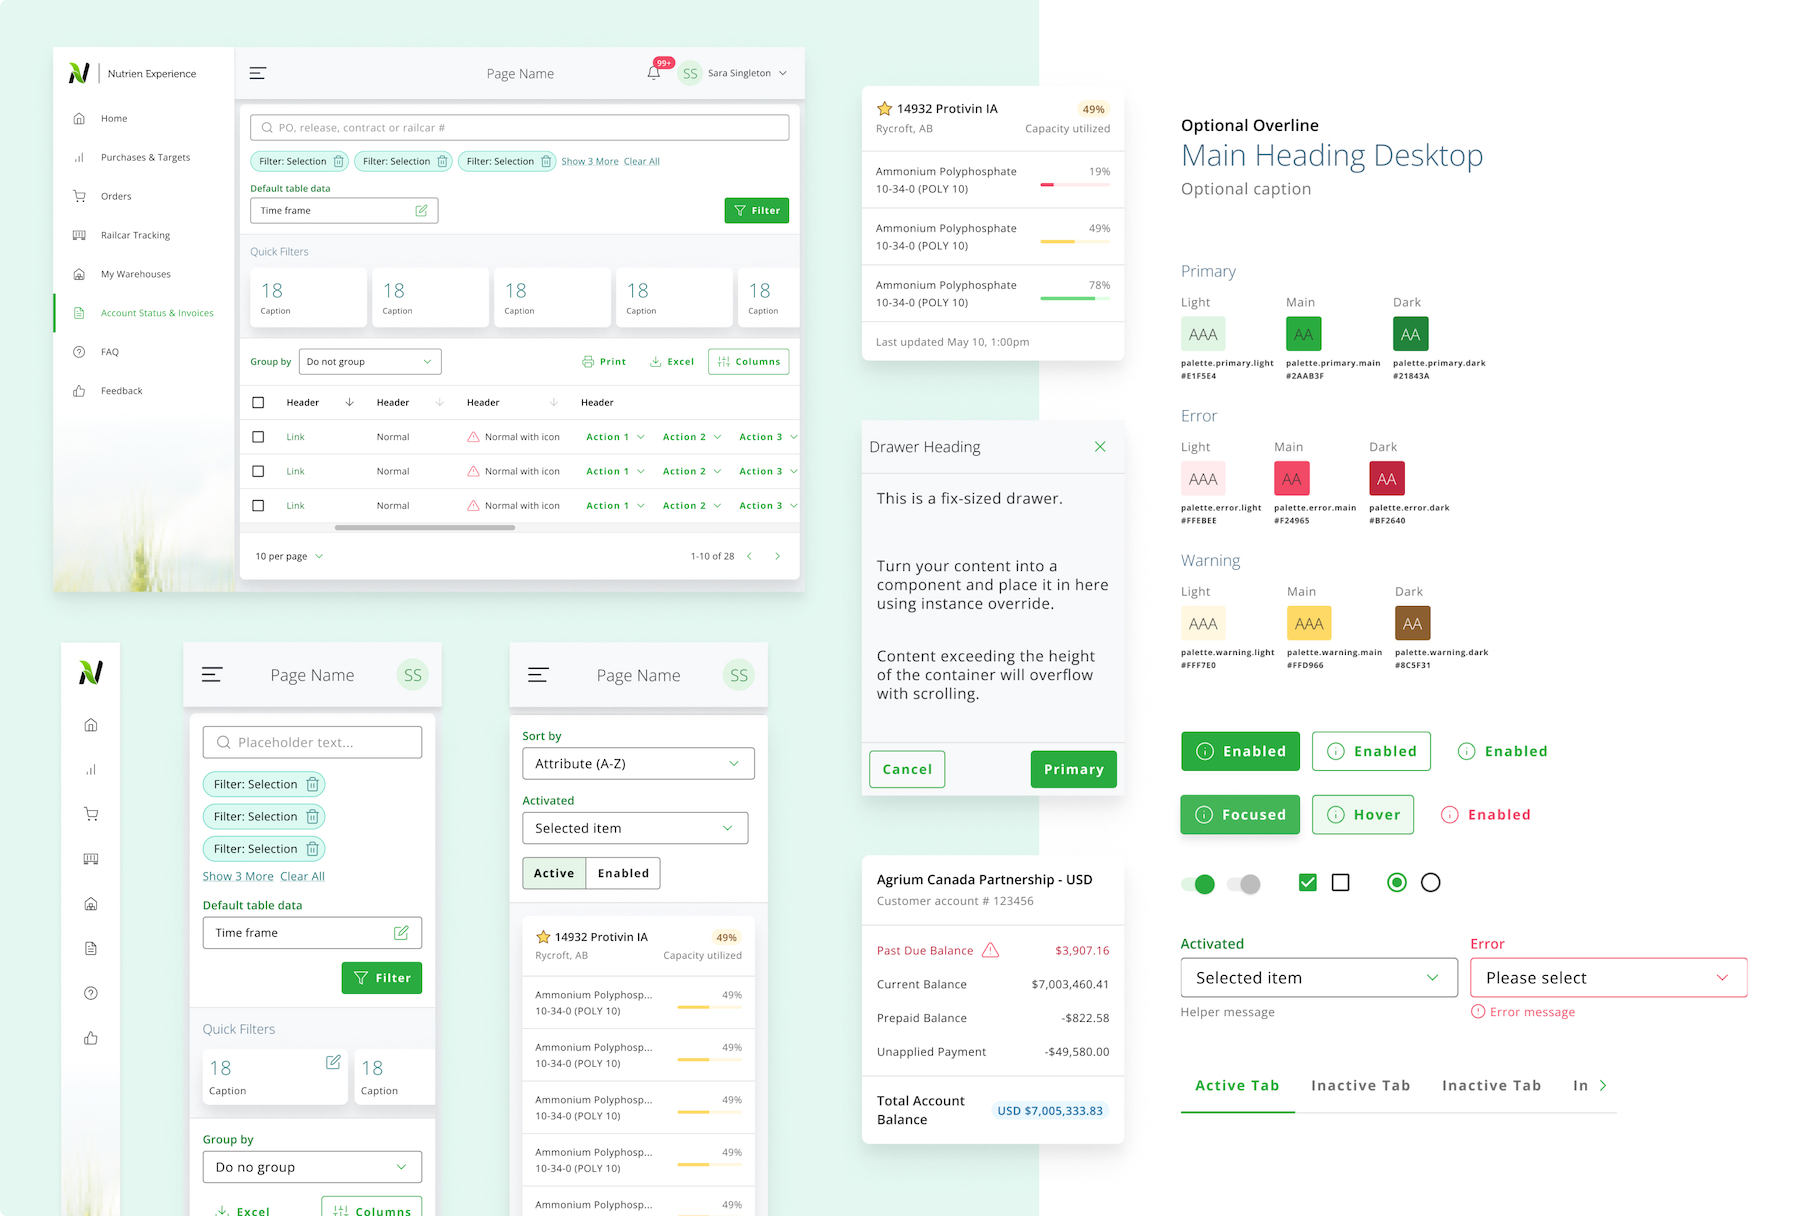 Nutrien Experience
Home
Purchases & Targets
Orders
Railcar Tracking
My Warehouses
Account Status & Invoices
FAQ
Feedback
Page Name
99+
SS
Sara Singleton
PO, release, contract or railcar #
Filter: Selection Filter: Selection Filter: Selection Show 3 More Clear All
Default table data
Time frame
Filter
Quick Filters
18 18 18 18 18
Caption Caption Caption Caption Caption
Group by Do not group Print Excel Columns
Header Header Header Header
Link Normal Normal with icon Action 1 Action 2 Action 3
Link Normal Normal with icon Action 1 Action 2 Action 3
Link Normal Normal with icon Action 1 Action 2 Action 3
10 per page 1-10 of 28
Page Name SS
Placeholder text...
Filter: Selection
Filter: Selection
Filter: Selection
Show 3 More Clear All
Default table data
Time frame
Filter
Quick Filters
18 18
Caption Caption
Group by
Do no group
Excel Columns
Page Name SS
Sort by
Attribute (A-Z)
Activated
Selected item
Active Enabled
14932 Protivin IA 49%
Rycroft, AB Capacity utilized
Ammonium Polyphosp... 49%
10-34-0 (POLY 10)
Ammonium Polyphosp... 49%
10-34-0 (POLY 10)
Ammonium Polyphosp... 49%
10-34-0 (POLY 10)
Ammonium Polyphosp... 49%
10-34-0 (POLY 10)
Ammonium Polyphosp... 49%
14932 Protivin IA 49%
Rycroft, AB Capacity utilized
Ammonium Polyphosphate 19%
10-34-0 (POLY 10)
Ammonium Polyphosphate 49%
10-34-0 (POLY 10)
Ammonium Polyphosphate 78%
10-34-0 (POLY 10)
Last updated May 10, 1:00pm
Drawer Heading
This is a fix-sized drawer.
Turn your content into a
component and place it in here
using instance override.
Content exceeding the height
of the container will overflow
with scrolling.
Cancel Primary
Agrium Canada Partnership - USD
Customer account # 123456
Past Due Balance $3,907.16
Current Balance $7,003,460.41
Prepaid Balance -$822.58
Unapplied Payment -$49,580.00
Total Account
Balance
USD $7,005,333.83
Optional Overline
Main Heading Desktop
Optional caption
Primary
Light Main Dark
AAA AA AA
palette.primary.light palette.primary.main palette.primary.dark
#E1F5E4 #2AAB3F #21843A
Error
Light Main Dark
AAA AA AA
palette.error.light palette.error.main palette.error.dark
#FFEBEE #F24965 #BF2640
Warning
Light Main Dark
AAA AAA AA
palette.warning.light palette.warning.main palette.warning.dark
#FFF7E0 #FFD966 #8C5F31
Enabled Enabled Enabled
Focused Hover Enabled
Activated
Selected item
Helper message
Error
Please select
Error message
Active Tab Inactive Tab Inactive Tab In